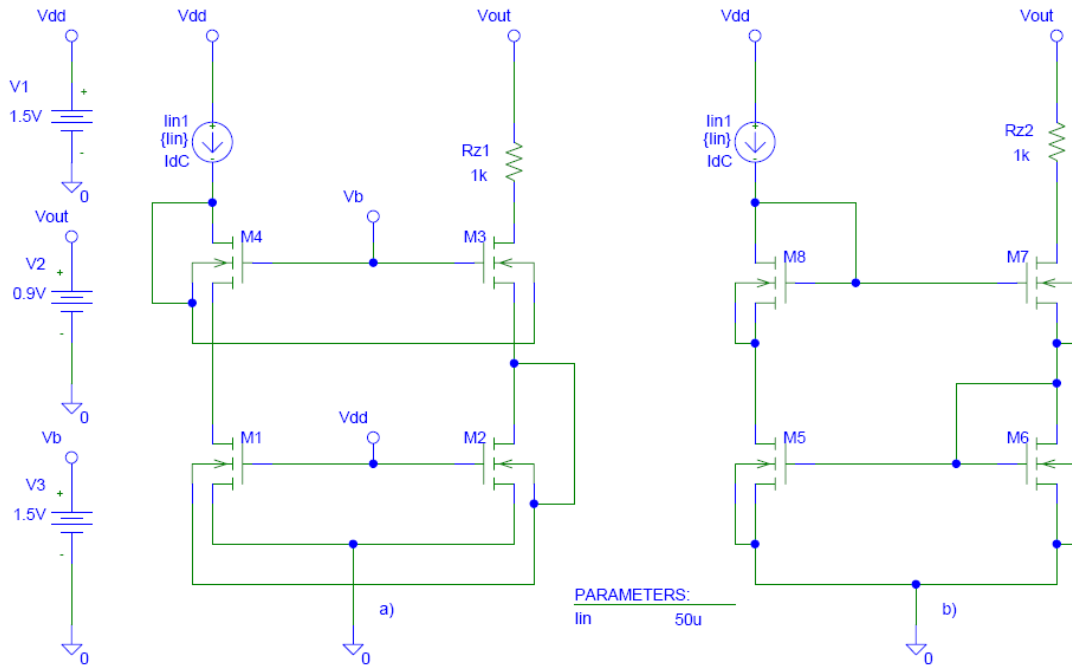 Vdd
Vdd
Vout
Vdd
Vout
V1
1.5V
+
-
0
Iin1
{Iin}
IdC
+
-
Rz1
1k
Iin1
{Iin}
IdC
+
-
Rz2
1k
Vout
V2
0.9V
+
-
0
Vb
M4
M3
M8
M7
Vb
V3
1.5V
+
-
0
Vdd
M1
M2
M5
M6
a)
0
PARAMETERS:
Iin 50u
b)
0